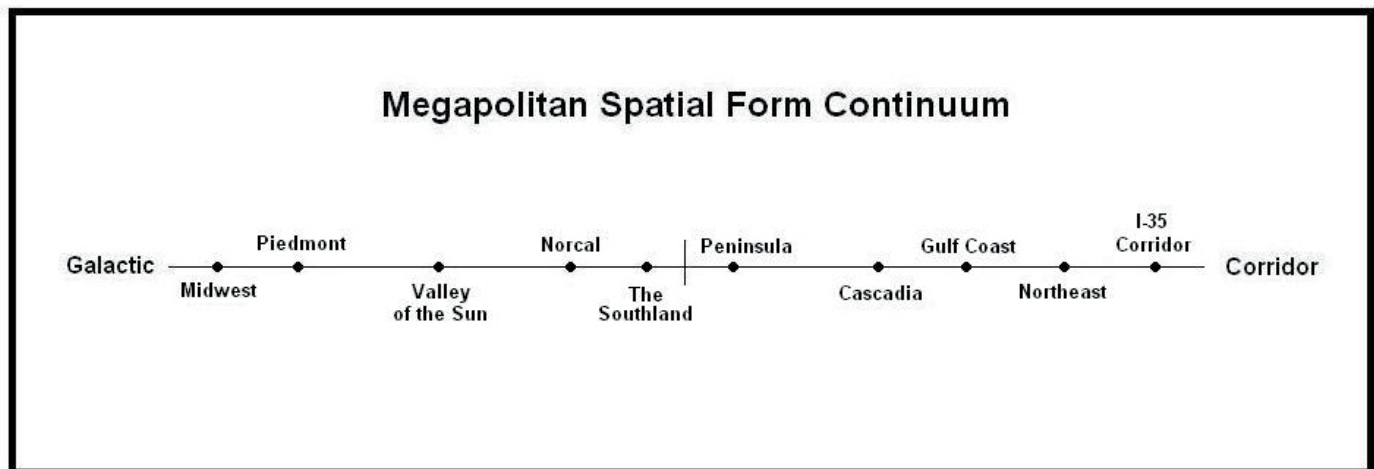 Megapolitan Spatial Form Continuum
Galactic
Midwest
Piedmont
Valley
of the Sun
Norcal
The
Southland
Peninsula
Cascadia
Gulf Coast
Northeast
I-35
Corridor
Corridor